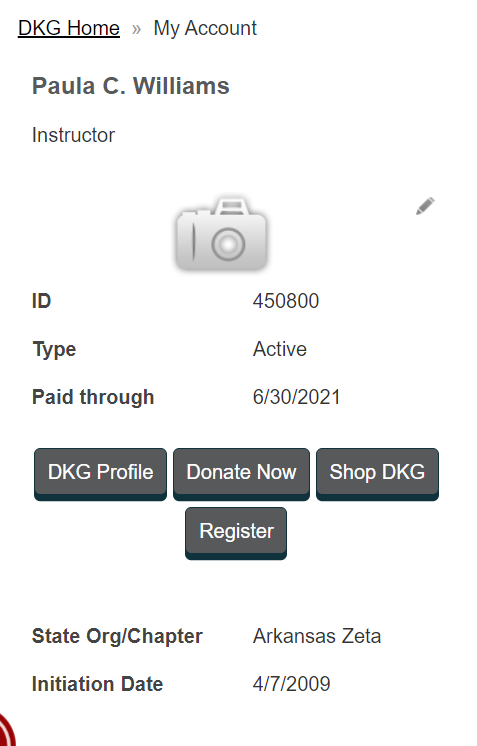 DKG Home » My Account
Paula C. Williams
Instructor
ID 450800
Type Active
Paid through 6/30/2021
DKG Profile Donate Now Shop DKG
Register
State Org/Chapter Arkansas Zeta
Initiation Date 4/7/2009